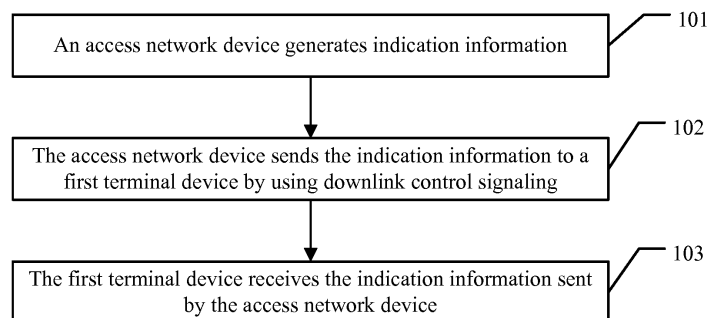 An access network device generates indication information
101
The access network device sends the indication information to a
first terminal device by using downlink control signaling
102
The first terminal device receives the indication information sent
by the access network device
103